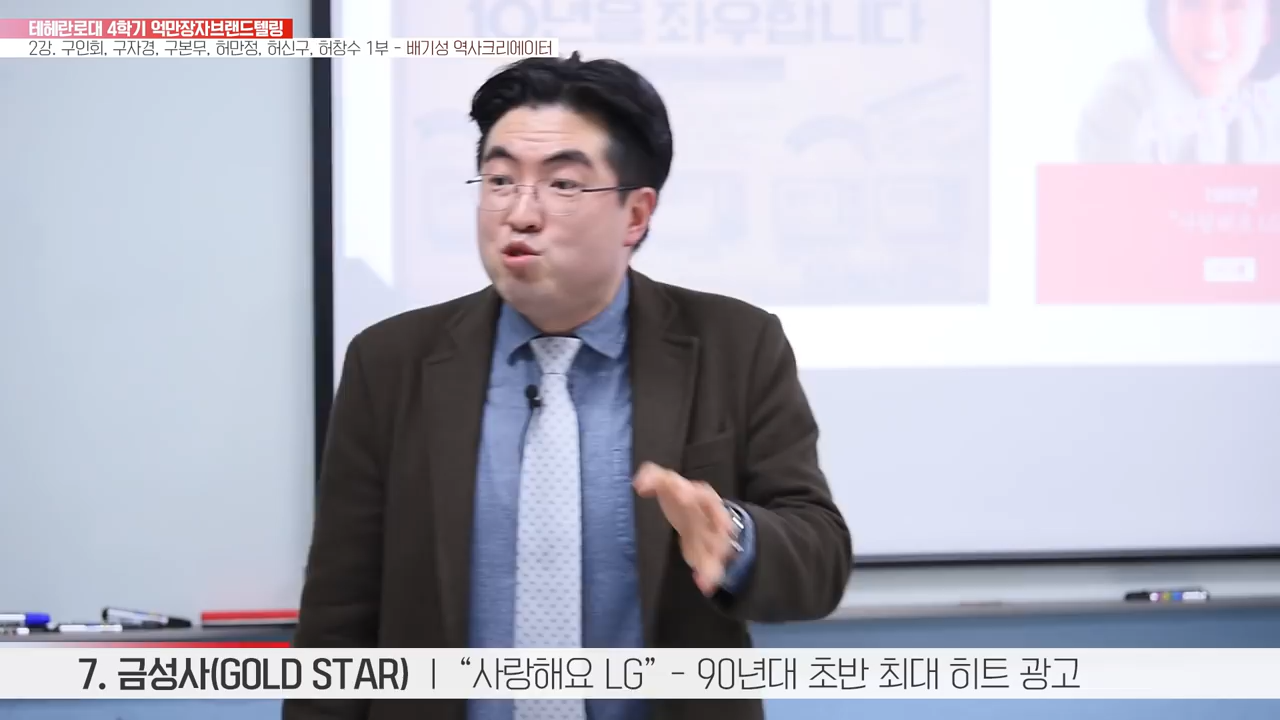 테헤란로대 4학기 억만장자브랜드텔링
2강. 구인회, 구자경, 구본무, 허만정, 허신구, 허창수 1부 - 배기성 역사크리에이터
7. 금성사(GOLD STAR) | “사랑해요 LG” - 90년대 초반 최대 히트 광고